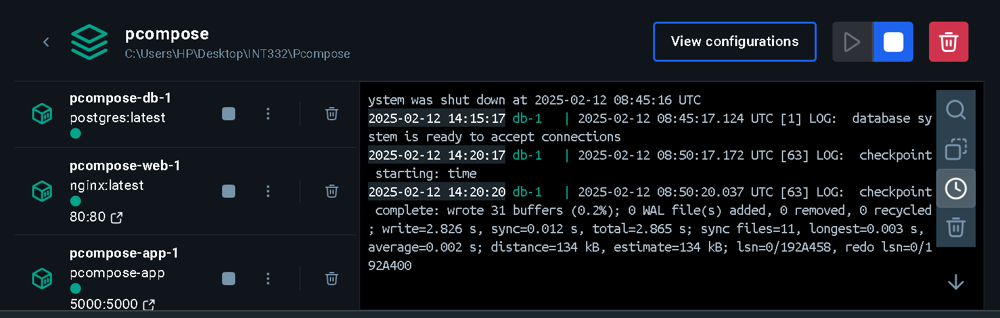 pcompose
C:\Users\HP\Desktop\INT332\Pcompose
View configurations
pcompose-db-1
postgres:latest
pcompose-web-1
nginx:latest
80:80
pcompose-app-1
pcompose-app
5000:5000
ystem was shut down at 2025-02-12 08:45:16 UTC
2025-02-12 14:15:17 db-1   | 2025-02-12 08:45:17.124 UTC [1] LOG:  database sy
stem is ready to accept connections
2025-02-12 14:20:17 db-1   | 2025-02-12 08:50:17.172 UTC [63] LOG:  checkpoint
 starting: time
2025-02-12 14:20:20 db-1   | 2025-02-12 08:50:20.037 UTC [63] LOG:  checkpoint
 complete: wrote 31 buffers (0.2%); 0 WAL file(s) added, 0 removed, 0 recycled
; write=2.826 s, sync=0.012 s, total=2.865 s; sync files=11, longest=0.003 s,
average=0.002 s; distance=134 kB, estimate=134 kB; lsn=0/192A458, redo lsn=0/1
92A400